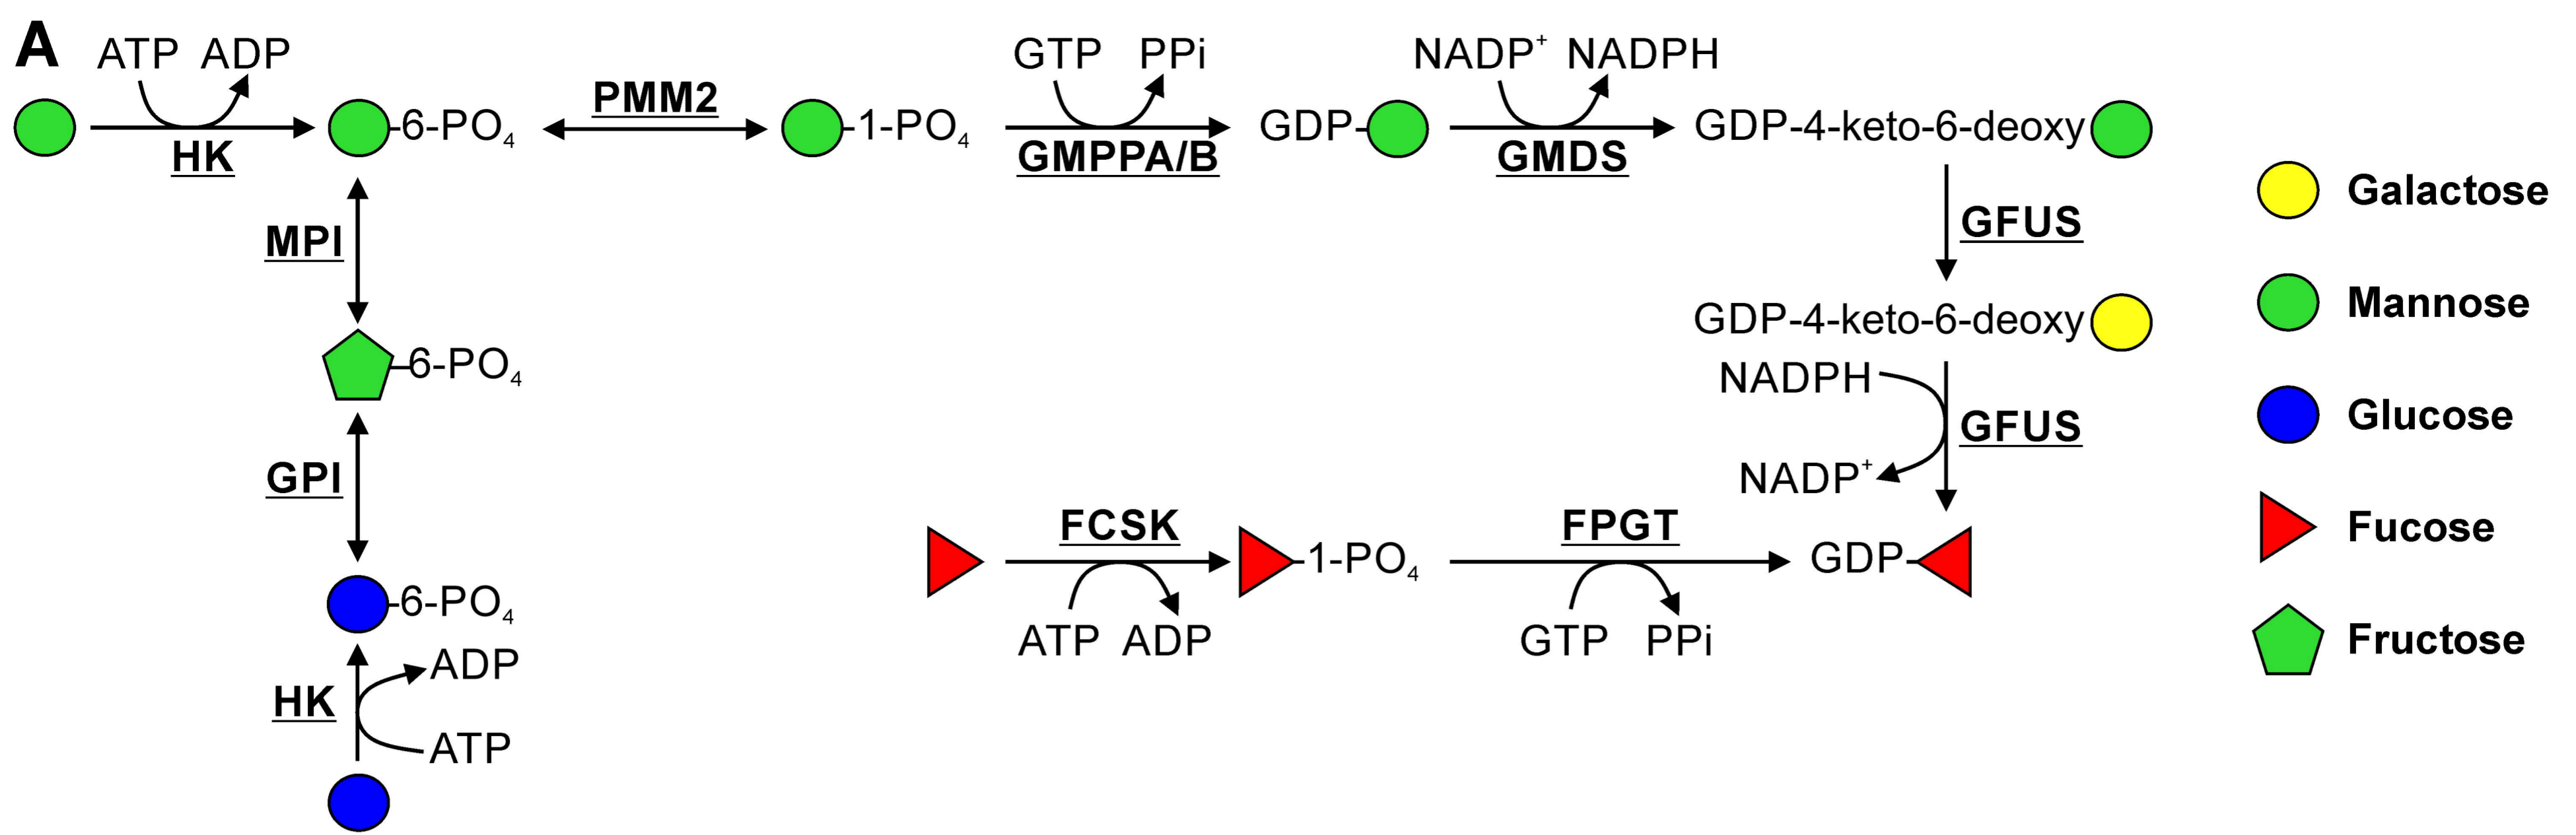 A
ATP ADP
GTP PPi
NADP⁺ NADPH
-6-PO₄
PMM2
-1-PO₄
GDP-
GDP-4-keto-6-deoxy
HK
GMPPA/B
GMDS
Galactose
MPI
GFUS
Mannose
GDP-4-keto-6-deoxy
-6-PO₄
NADPH
Glucose
GFUS
GPI
NADP⁺
FCSK
FPGT
Fucose
-1-PO₄
GDP-
-6-PO₄
ATP ADP
GTP PPi
Fructose
ADP
HK
ATP